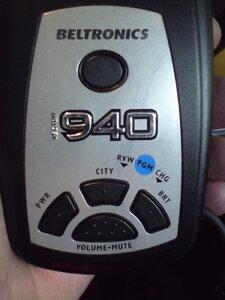 BELTRONICS
VECTOR 940
RVW PGM CHG
CITY
PWR BRT
VOLUME•MUTE